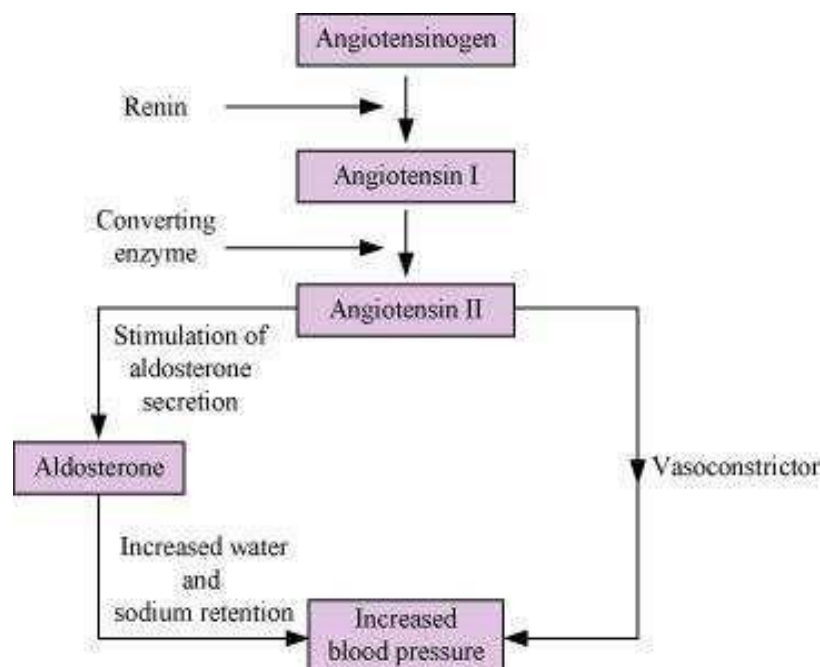 Angiotensinogen
Renin
Angiotensin I
Converting
enzyme
Angiotensin II
Stimulation of
aldosterone
secretion
Aldosterone
Vasoconstrictor
Increased water
and
sodium retention
Increased
blood pressure